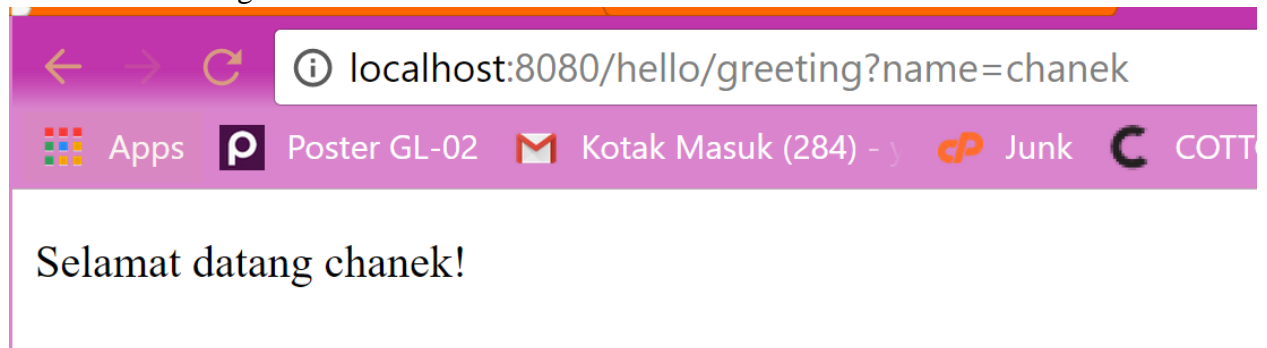 localhost:8080/hello/greeting?name=chanek
Apps Poster GL-02 Kotak Masuk (284) - Junk
Selamat datang chanek!